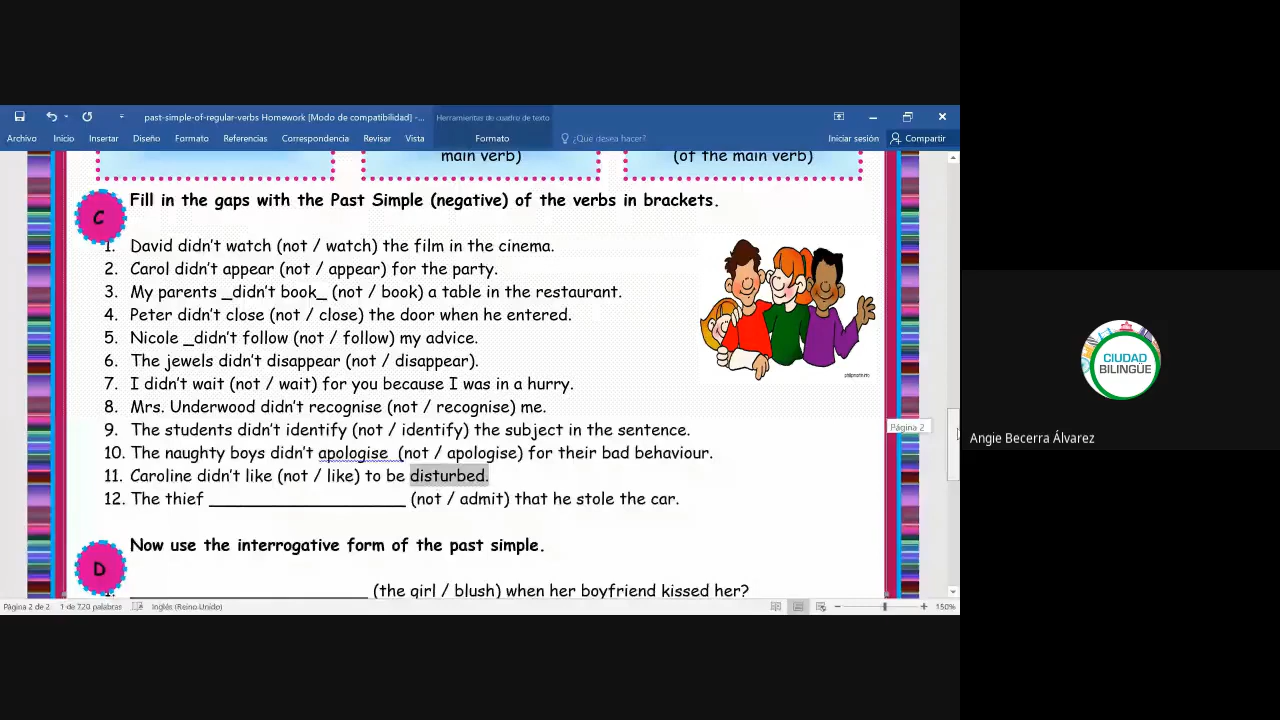 past-simple-of-regular-verbs Homework [Modo de compatibilidad] -...
Herramientas de cuadro de texto
Archivo Inicio Insertar Diseño Formato Referencias Correspondencia Revisar Vista Formato ¿Qué desea hacer? Iniciar sesión Compartir
main verb) (of the main verb)
C Fill in the gaps with the Past Simple (negative) of the verbs in brackets.
1. David didn't watch (not / watch) the film in the cinema.
2. Carol didn't appear (not / appear) for the party.
3. My parents _didn't book_ (not / book) a table in the restaurant.
4. Peter didn't close (not / close) the door when he entered.
5. Nicole _didn't follow (not / follow) my advice.
6. The jewels didn't disappear (not / disappear).
7. I didn't wait (not / wait) for you because I was in a hurry.
8. Mrs. Underwood didn't recognise (not / recognise) me.
9. The students didn't identify (not / identify) the subject in the sentence.
10. The naughty boys didn't apologise (not / apologise) for their bad behaviour.
11. Caroline didn't like (not / like) to be disturbed.
12. The thief ____________________ (not / admit) that he stole the car.
D Now use the interrogative form of the past simple.
1. ________________________ (the girl / blush) when her boyfriend kissed her?
Página 2
Página 2 de 2 1 de 720 palabras Inglés (Reino Unido) 150%
CIUDAD
BILINGÜE
Angie Becerra Álvarez